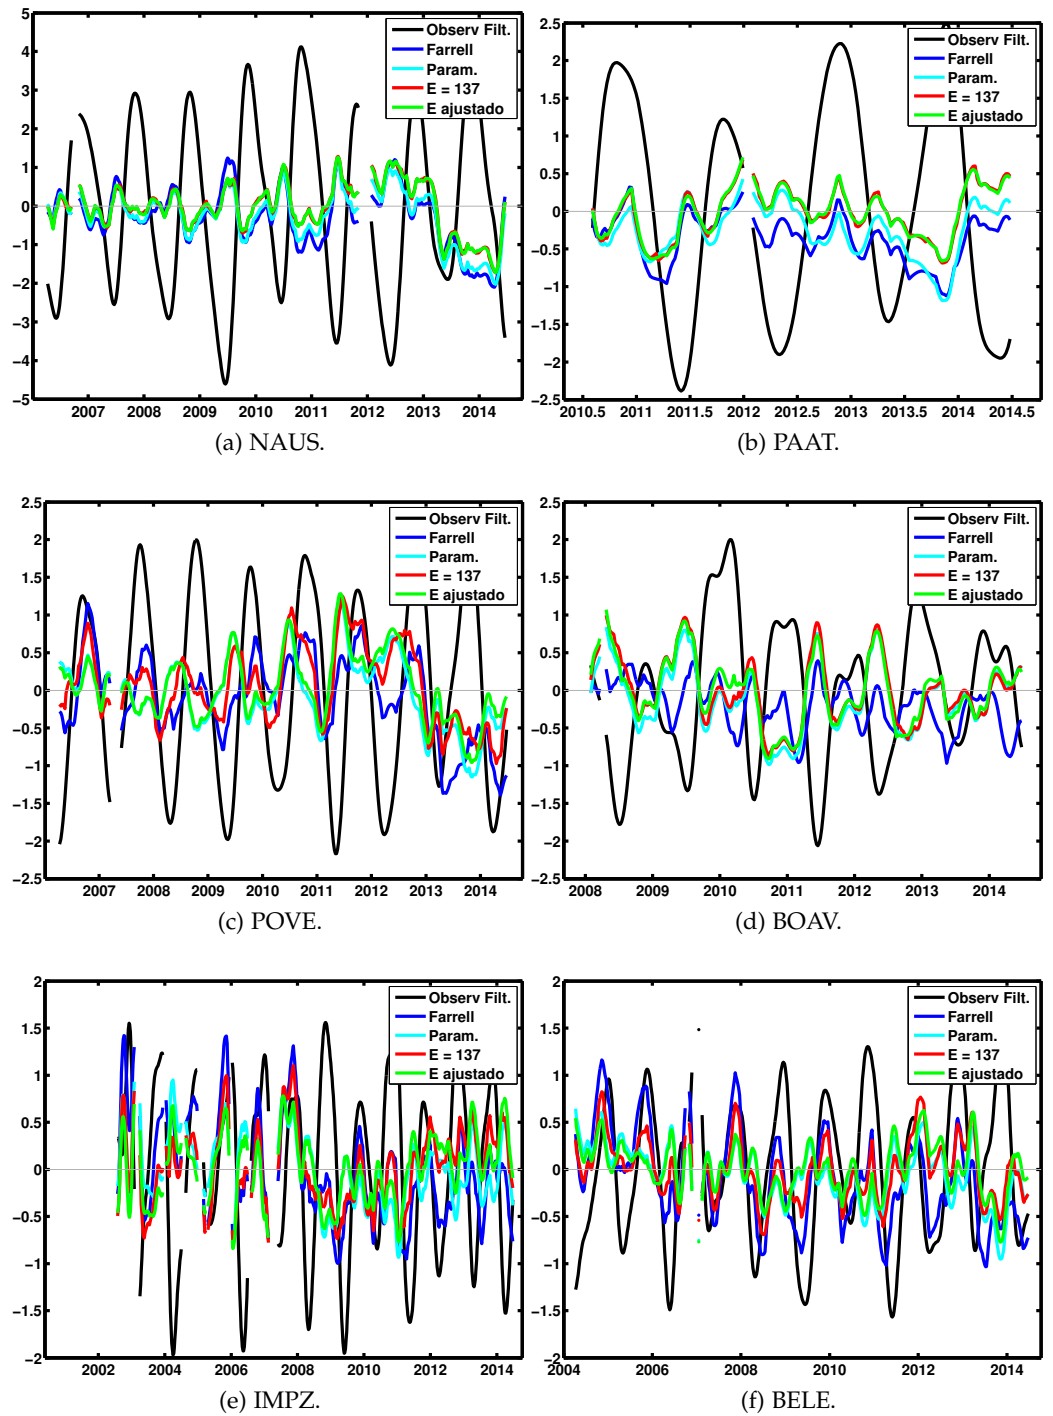 5
4
3
2
1
0
−1
−2
−3
−4
−5
2007 2008 2009 2010 2011 2012 2013 2014
Observ Filt.
Farrell
Param.
E = 137
E ajustado
(a) NAUS.
2.5
2
1.5
1
0.5
0
−0.5
−1
−1.5
−2
−2.5
2010.5 2011 2011.5 2012 2012.5 2013 2013.5 2014 2014.5
Observ Filt.
Farrell
Param.
E = 137
E ajustado
(b) PAAT.
2.5
2
1.5
1
0.5
0
−0.5
−1
−1.5
−2
−2.5
2007 2008 2009 2010 2011 2012 2013 2014
Observ Filt.
Farrell
Param.
E = 137
E ajustado
(c) POVE.
2.5
2
1.5
1
0.5
0
−0.5
−1
−1.5
−2
−2.5
2008 2009 2010 2011 2012 2013 2014
Observ Filt.
Farrell
Param.
E = 137
E ajustado
(d) BOAV.
2
1.5
1
0.5
0
−0.5
−1
−1.5
−2
2002 2004 2006 2008 2010 2012 2014
Observ Filt.
Farrell
Param.
E = 137
E ajustado
(e) IMPZ.
2
1.5
1
0.5
0
−0.5
−1
−1.5
−2
2004 2006 2008 2010 2012 2014
Observ Filt.
Farrell
Param.
E = 137
E ajustado
(f) BELE.